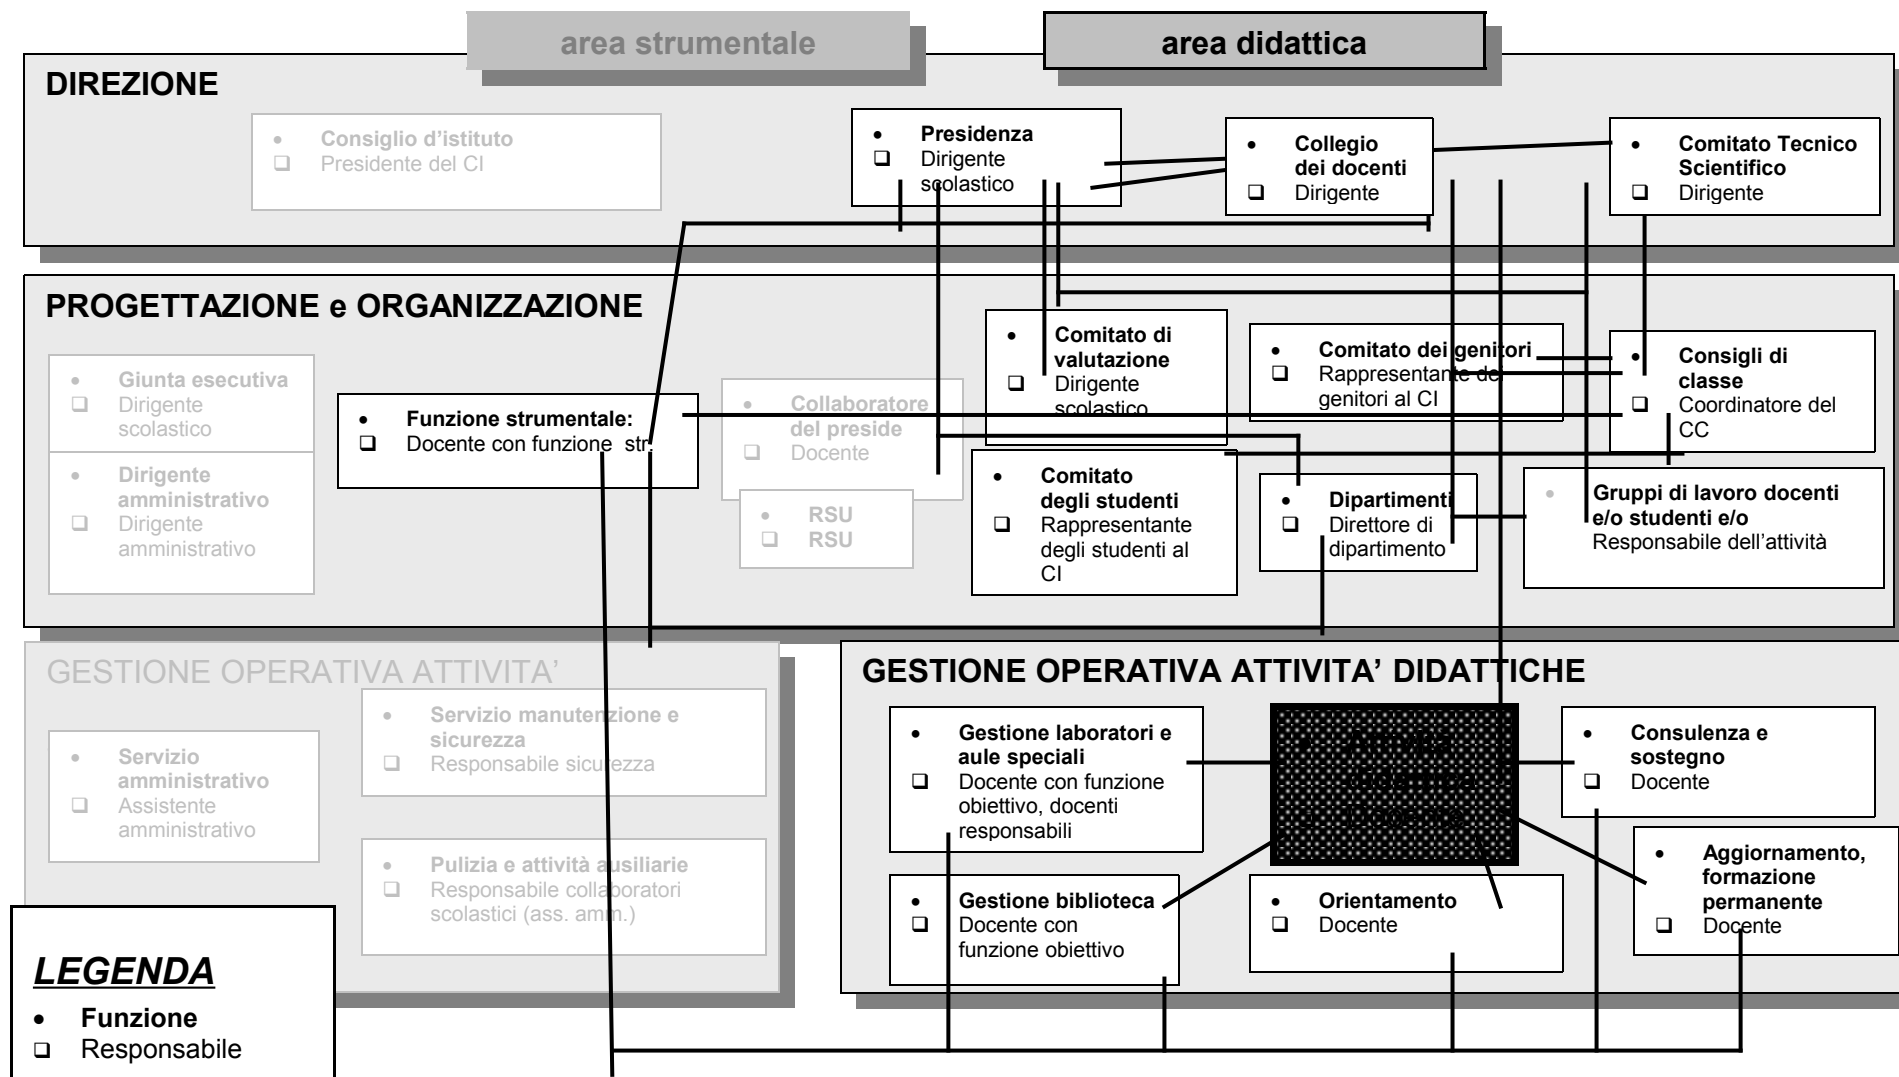 area strumentale
area didattica
DIREZIONE
• Consiglio d’istituto
❑ Presidente del CI
• Presidenza
❑ Dirigente
scolastico
• Collegio
dei docenti
❑ Dirigente
• Comitato Tecnico
Scientifico
❑ Dirigente
PROGETTAZIONE e ORGANIZZAZIONE
• Giunta esecutiva
❑ Dirigente
scolastico
• Dirigente
amministrativo
❑ Dirigente
amministrativo
• Funzione strumentale:
❑ Docente con funzione str.
• Collaboratore
del preside
❑ Docente
• RSU
❑ RSU
• Comitato di
valutazione
❑ Dirigente
scolastico
• Comitato
degli studenti
❑ Rappresentante
degli studenti al
CI
• Comitato dei genitori
❑ Rappresentante dei
genitori al CI
• Dipartimenti
❑ Direttore di
dipartimento
• Consigli di
classe
❑ Coordinatore del
CC
• Gruppi di lavoro docenti
e/o studenti e/o
Responsabile dell’attività
GESTIONE OPERATIVA ATTIVITA’
• Servizio
amministrativo
❑ Assistente
amministrativo
• Servizio manutenzione e
sicurezza
❑ Responsabile sicurezza
• Pulizia e attività ausiliarie
❑ Responsabile collaboratori
scolastici (ass. amm.)
GESTIONE OPERATIVA ATTIVITA’ DIDATTICHE
• Gestione laboratori e
aule speciali
❑ Docente con funzione
obiettivo, docenti
responsabili
• Gestione biblioteca
❑ Docente con
funzione obiettivo
• Orientamento
❑ Docente
• Consulenza e
sostegno
❑ Docente
• Aggiornamento,
formazione
permanente
❑ Docente
LEGENDA
• Funzione
❑ Responsabile